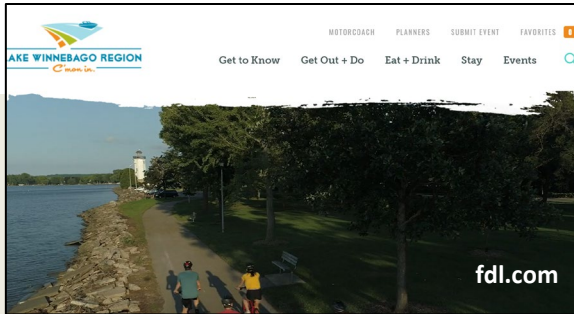 MOTORCOACH PLANNERS SUBMIT EVENT FAVORITES 0
AKE WINNEBAGO REGION
C'mon in.
Get to Know Get Out + Do Eat + Drink Stay Events
fdl.com